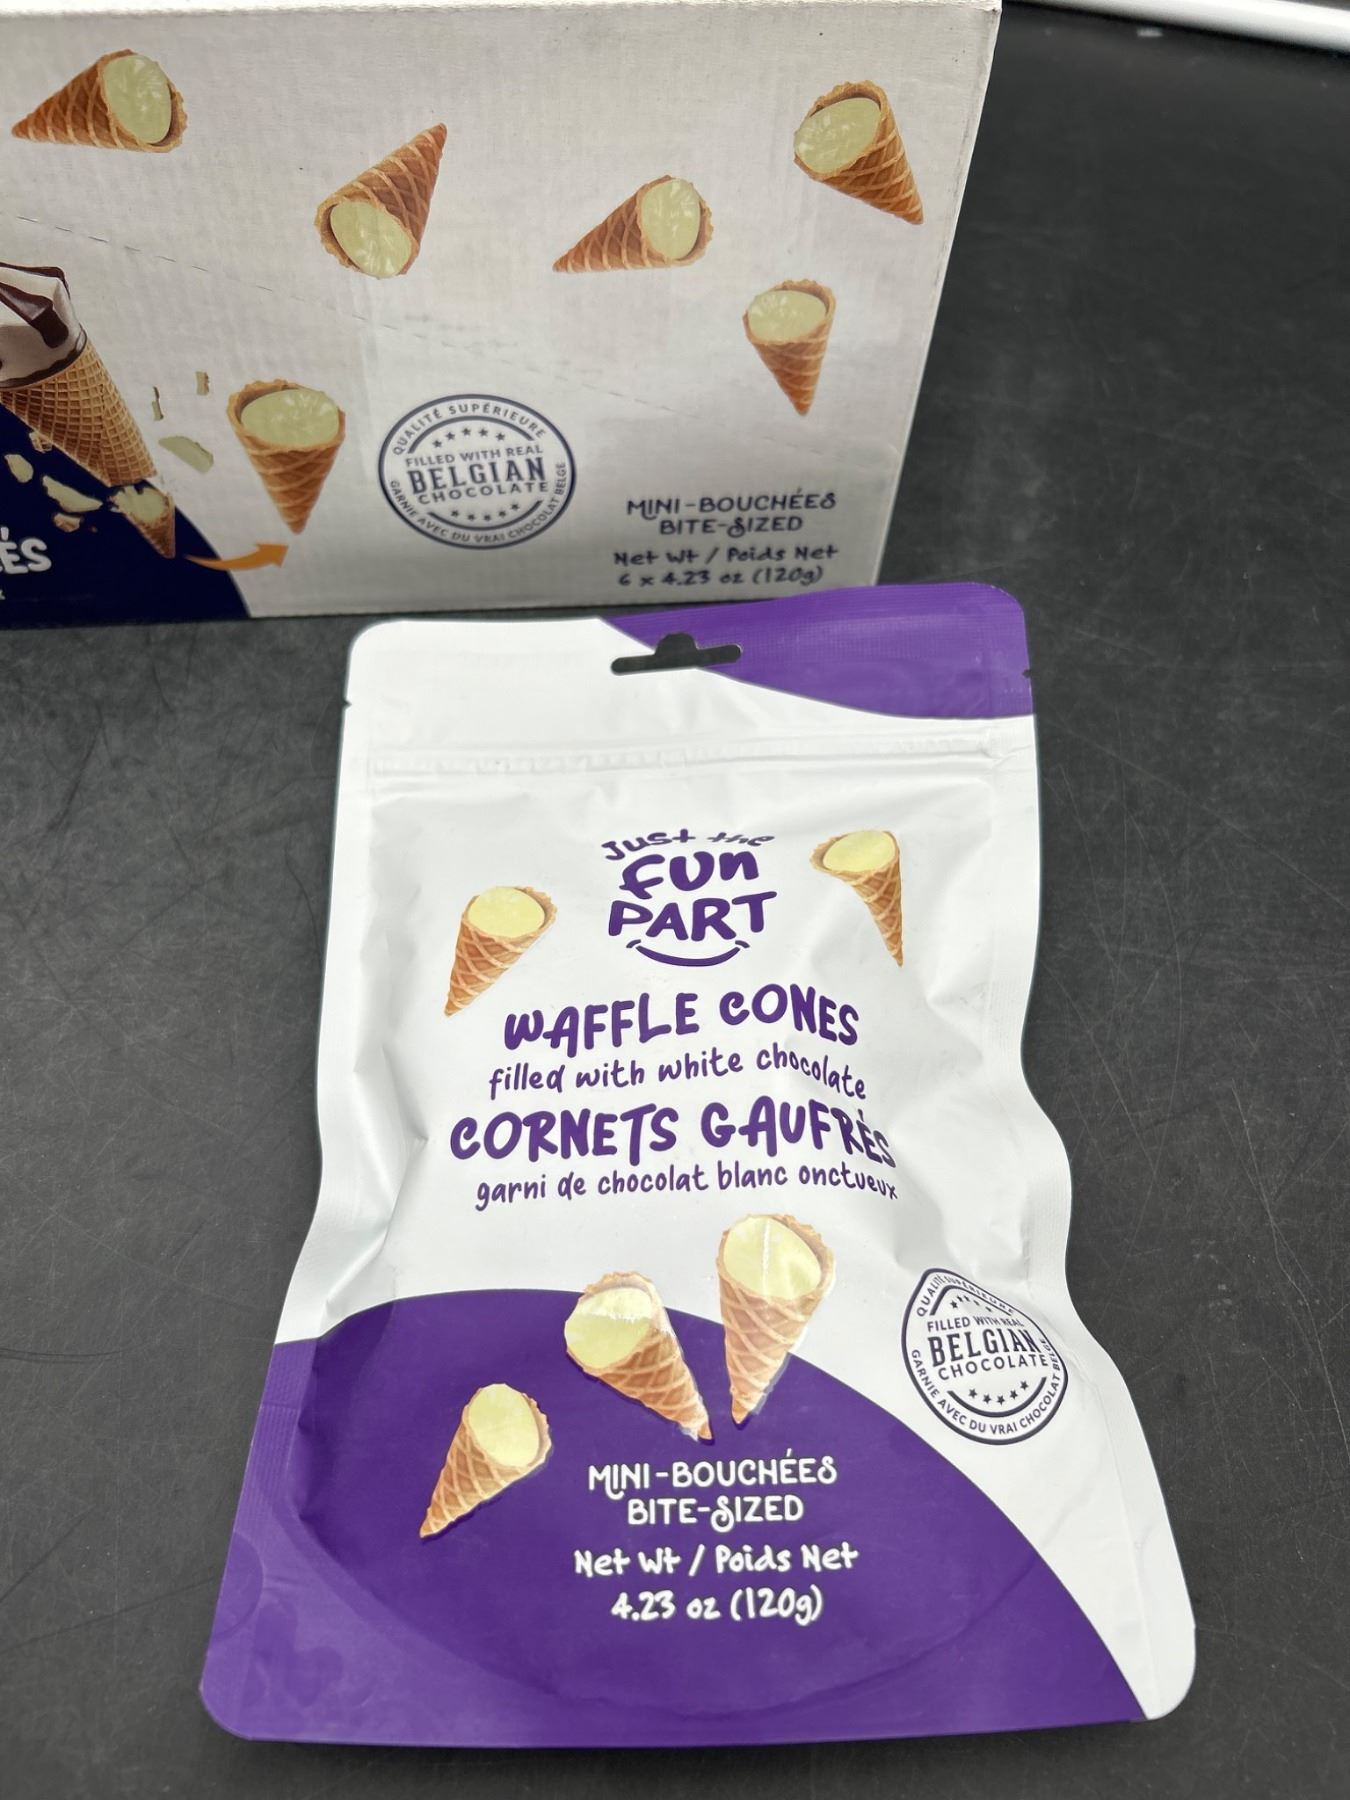 ÉS
QUALITÉ SUPÉRIEURE
FILLED WITH REAL
BELGIAN
CHOCOLATE
GARNIE AVEC DU VRAI CHOCOLAT BELGE
MINI-BOUCHÉES
BITE-SIZED
Net Wt / Poids Net
6 x 4.23 oz (120g)
Just the
FUN
PART
WAFFLE CONES
filled with white chocolate
CORNETS GAUFRÉS
garni de chocolat blanc onctueux
QUALITÉ SUPÉRIEURE
FILLED WITH REAL
BELGIAN
CHOCOLATE
GARNIE AVEC DU VRAI CHOCOLAT BELGE
MINI-BOUCHÉES
BITE-SIZED
Net Wt / Poids Net
4.23 oz (120g)